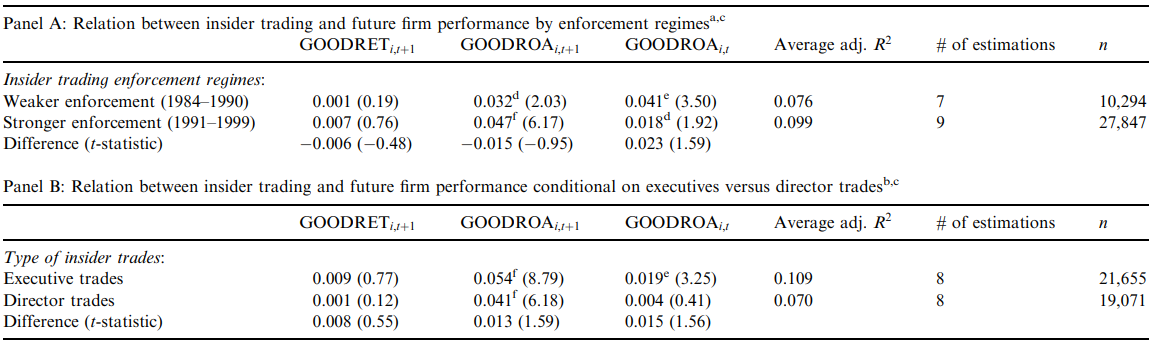 Panel A: Relation between insider trading and future firm performance by enforcement regimes^a,c
GOODRET_i,t+1 GOODROA_i,t+1 GOODROA_i,t Average adj. R² # of estimations n
Insider trading enforcement regimes:
Weaker enforcement (1984–1990) 0.001 (0.19) 0.032^d (2.03) 0.041^e (3.50) 0.076 7 10,294
Stronger enforcement (1991–1999) 0.007 (0.76) 0.047^f (6.17) 0.018^d (1.92) 0.099 9 27,847
Difference (t-statistic) −0.006 (−0.48) −0.015 (−0.95) 0.023 (1.59)
Panel B: Relation between insider trading and future firm performance conditional on executives versus director trades^b,c
GOODRET_i,t+1 GOODROA_i,t+1 GOODROA_i,t Average adj. R² # of estimations n
Type of insider trades:
Executive trades 0.009 (0.77) 0.054^f (8.79) 0.019^e (3.25) 0.109 8 21,655
Director trades 0.001 (0.12) 0.041^f (6.18) 0.004 (0.41) 0.070 8 19,071
Difference (t-statistic) 0.008 (0.55) 0.013 (1.59) 0.015 (1.56)